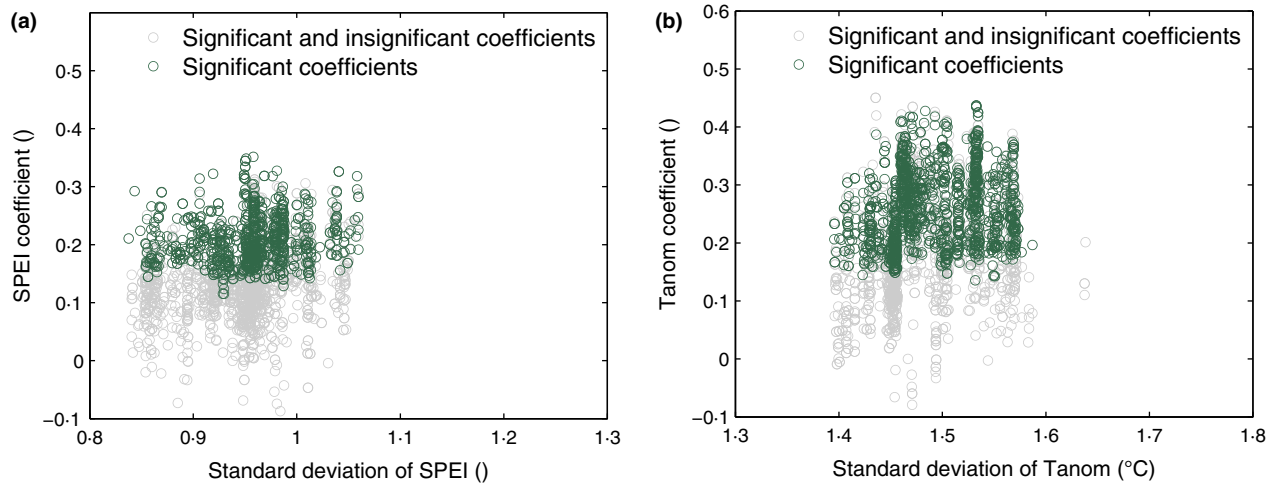 (a)
Significant and insignificant coefficients
Significant coefficients
SPEI coefficient ()
0·5
0·4
0·3
0·2
0·1
0
−0·1
0·8 0·9 1 1·1 1·2 1·3
Standard deviation of SPEI ()
(b)
Significant and insignificant coefficients
Significant coefficients
Tanom coefficient ()
0·6
0·5
0·4
0·3
0·2
0·1
0
−0·1
1·3 1·4 1·5 1·6 1·7 1·8
Standard deviation of Tanom (°C)